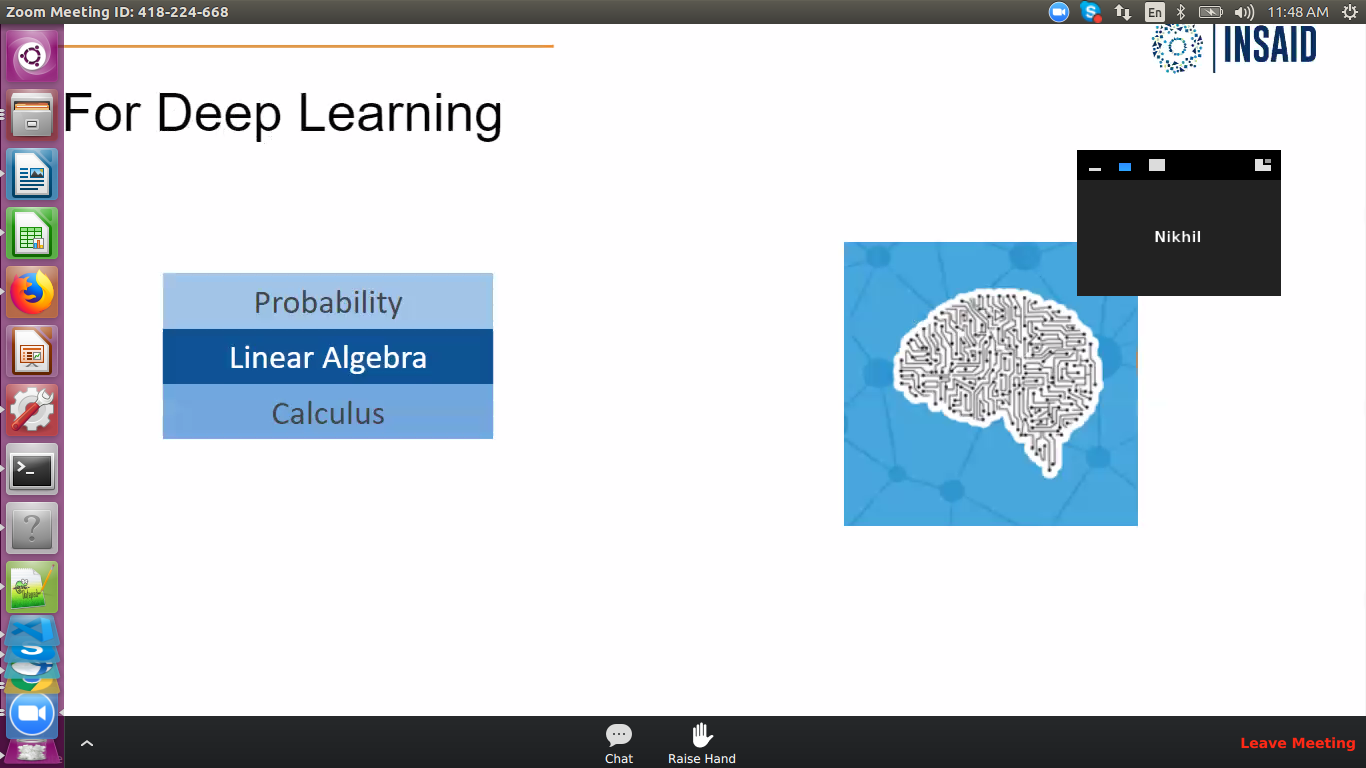 Zoom Meeting ID: 418-224-668
En
11:48 AM
INSAID
For Deep Learning
Nikhil
Probability
Linear Algebra
Calculus
Chat
Raise Hand
Leave Meeting